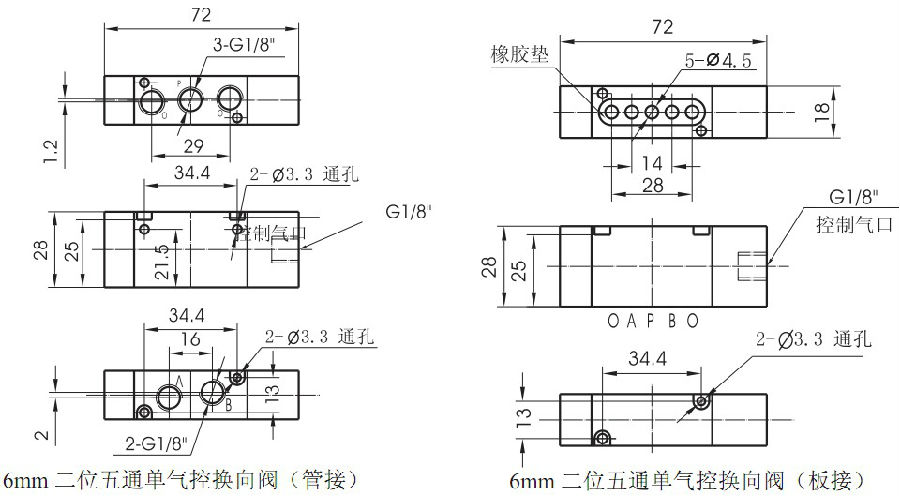 72
3-G1/8"
P
O
O
1.2
29
34.4
2-Ø3.3 通孔
G1/8"
控制气口
28
25
21.5
34.4
16
2-Ø3.3 通孔
A
B
13
2
2-G1/8"
6mm 二位五通单气控换向阀（管接）
72
橡胶垫
5-Ø4.5
18
14
28
G1/8"
控制气口
28
25
O A P B O
2-Ø3.3 通孔
34.4
13
6mm 二位五通单气控换向阀（板接）